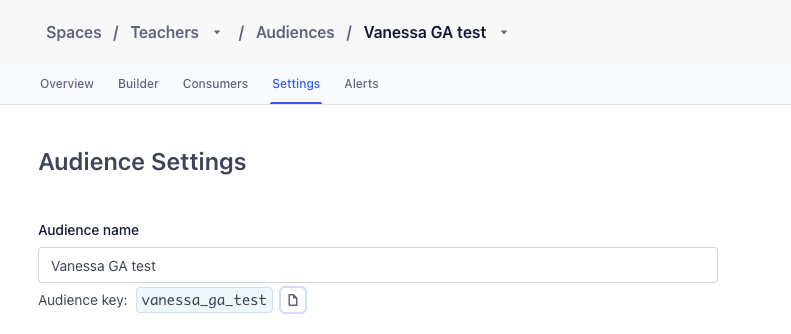 Spaces / Teachers / Audiences / Vanessa GA test
Overview Builder Consumers Settings Alerts
Audience Settings
Audience name
Vanessa GA test
Audience key: vanessa_ga_test